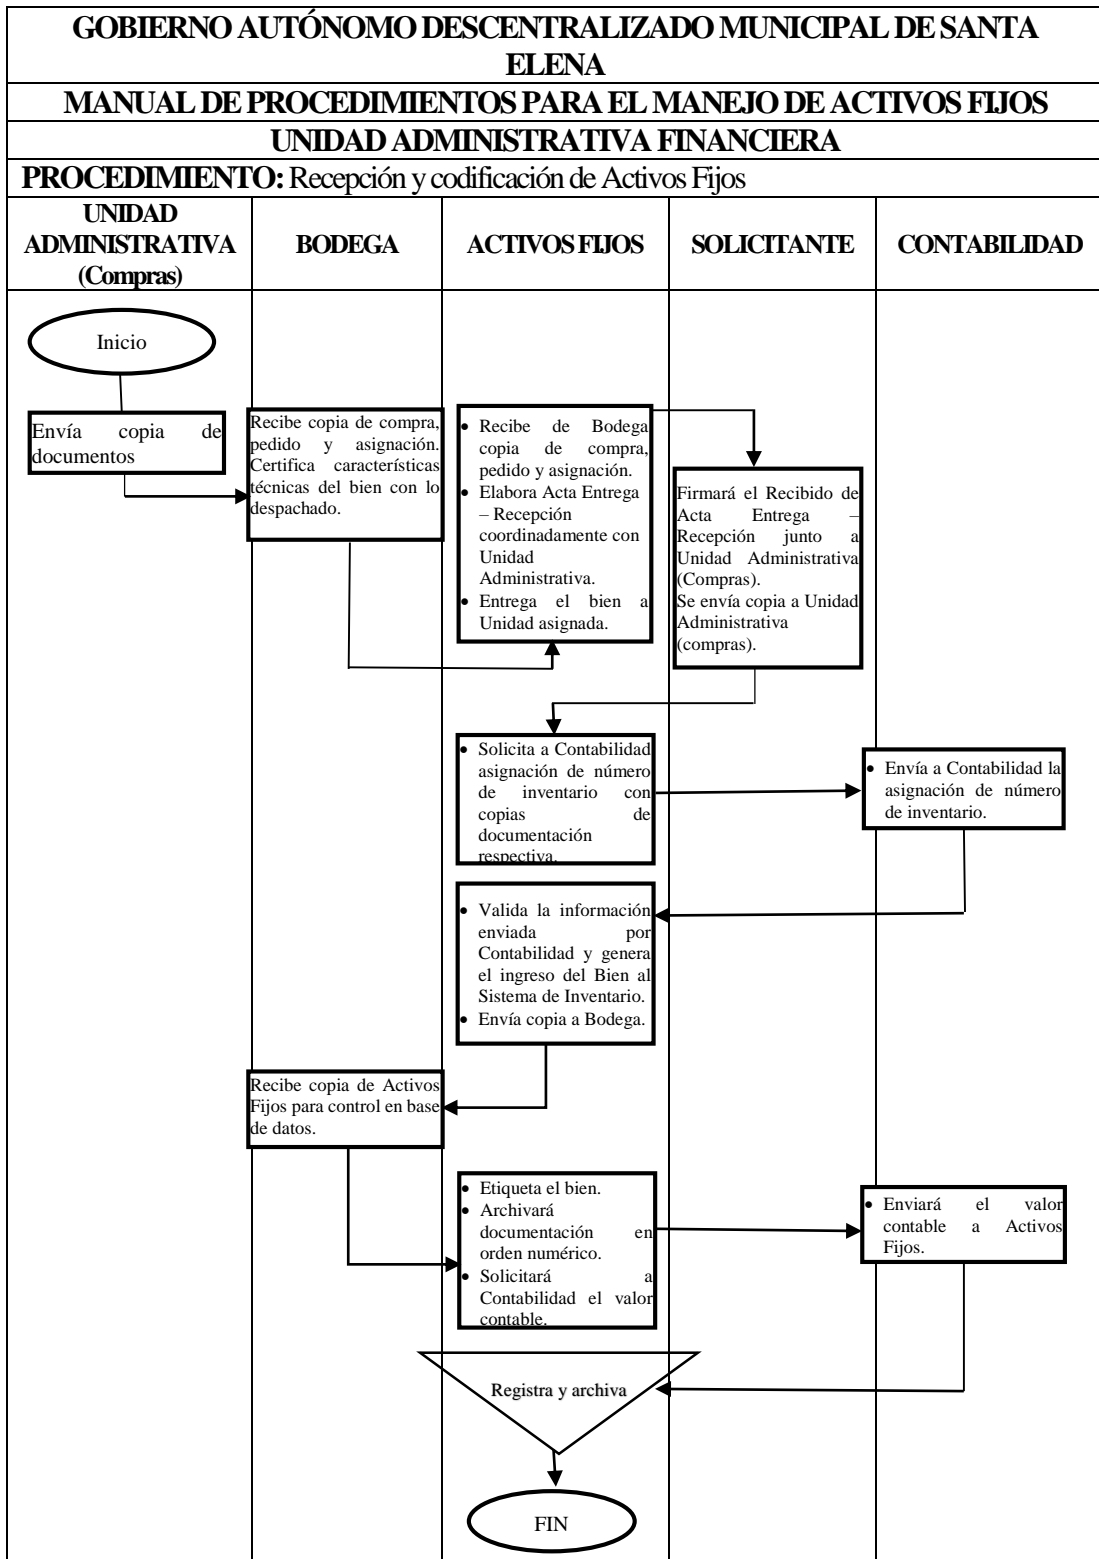 GOBIERNO AUTÓNOMO DESCENTRALIZADO MUNICIPAL DE SANTA
ELENA
MANUAL DE PROCEDIMIENTOS PARA EL MANEJO DE ACTIVOS FIJOS
UNIDAD ADMINISTRATIVA FINANCIERA
PROCEDIMIENTO: Recepción y codificación de Activos Fijos
UNIDAD
ADMINISTRATIVA
(Compras)
BODEGA
ACTIVOS FIJOS
SOLICITANTE
CONTABILIDAD
Inicio
Envía copia de
documentos
Recibe copia de compra,
pedido y asignación.
Certifica características
técnicas del bien con lo
despachado.
• Recibe de Bodega
copia de compra,
pedido y asignación.
• Elabora Acta Entrega
– Recepción
coordinadamente con
Unidad
Administrativa.
• Entrega el bien a
Unidad asignada.
Firmará el Recibido de
Acta Entrega –
Recepción junto a
Unidad Administrativa
(Compras).
Se envía copia a Unidad
Administrativa
(compras).
• Solicita a Contabilidad
asignación de número
de inventario con
copias de
documentación
respectiva.
• Envía a Contabilidad la
asignación de número
de inventario.
• Valida la información
enviada por
Contabilidad y genera
el ingreso del Bien al
Sistema de Inventario.
• Envía copia a Bodega.
Recibe copia de Activos
Fijos para control en base
de datos.
• Etiqueta el bien.
• Archivará
documentación en
orden numérico.
• Solicitará a
Contabilidad el valor
contable.
• Enviará el valor
contable a Activos
Fijos.
Registra y archiva
FIN